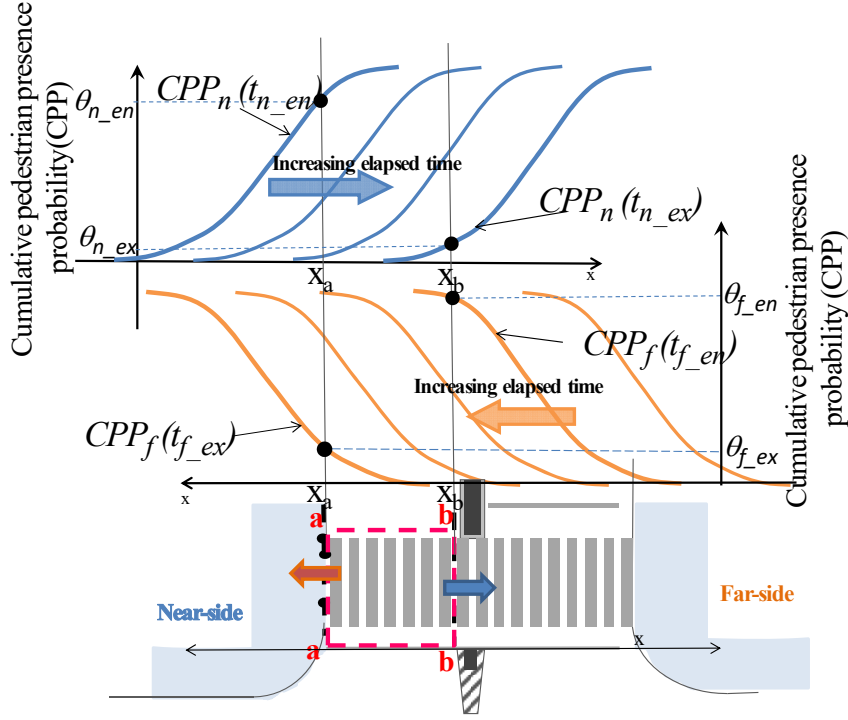 Cumulative pedestrian presence
probability (CPP)
θn_en
CPPn (tn_en)
Increasing elapsed time
CPPn (tn_ex)
θn_ex
xa
xb
x
Cumulative pedestrian presence
probability (CPP)
θf_en
CPPf (tf_en)
Increasing elapsed time
CPPf (tf_ex)
θf_ex
x
xa
xb
a
b
Near-side
Far-side
a
b
x